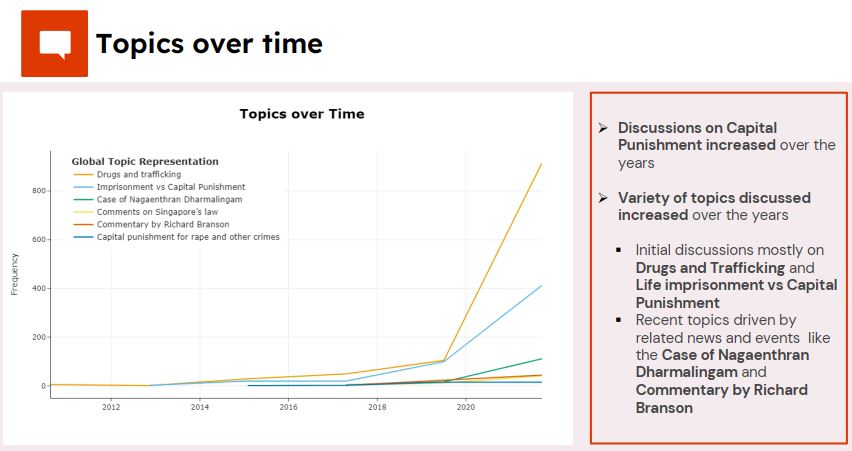 Topics over time
Topics over Time
Global Topic Representation
Drugs and trafficking
Imprisonment vs Capital Punishment
Case of Nagaenthran Dharmalingam
Comments on Singapore's law
Commentary by Richard Branson
Capital punishment for rape and other crimes
800
600
400
200
0
Frequency
2012
2014
2016
2018
2020
➢ Discussions on Capital
Punishment increased over the
years
➢ Variety of topics discussed
increased over the years
▪ Initial discussions mostly on
Drugs and Trafficking and
Life imprisonment vs Capital
Punishment
▪ Recent topics driven by
related news and events like
the Case of Nagaenthran
Dharmalingam and
Commentary by Richard
Branson